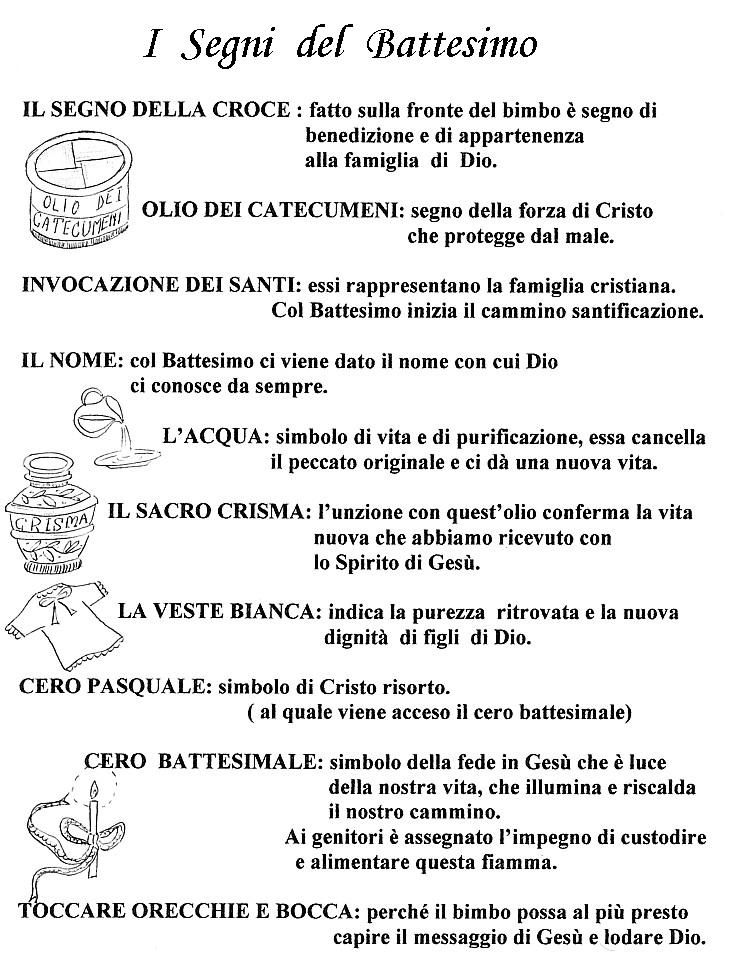 I Segni del Battesimo
IL SEGNO DELLA CROCE : fatto sulla fronte del bimbo è segno di
benedizione e di appartenenza
alla famiglia di Dio.
OLIO DEI
CATECUMENI
OLIO DEI CATECUMENI: segno della forza di Cristo
che protegge dal male.
INVOCAZIONE DEI SANTI: essi rappresentano la famiglia cristiana.
Col Battesimo inizia il cammino santificazione.
IL NOME: col Battesimo ci viene dato il nome con cui Dio
ci conosce da sempre.
L'ACQUA: simbolo di vita e di purificazione, essa cancella
il peccato originale e ci dà una nuova vita.
CRISMA
IL SACRO CRISMA: l'unzione con quest'olio conferma la vita
nuova che abbiamo ricevuto con
lo Spirito di Gesù.
LA VESTE BIANCA: indica la purezza ritrovata e la nuova
dignità di figli di Dio.
CERO PASQUALE: simbolo di Cristo risorto.
( al quale viene acceso il cero battesimale)
CERO BATTESIMALE: simbolo della fede in Gesù che è luce
della nostra vita, che illumina e riscalda
il nostro cammino.
Ai genitori è assegnato l'impegno di custodire
e alimentare questa fiamma.
TOCCARE ORECCHIE E BOCCA: perché il bimbo possa al più presto
capire il messaggio di Gesù e lodare Dio.